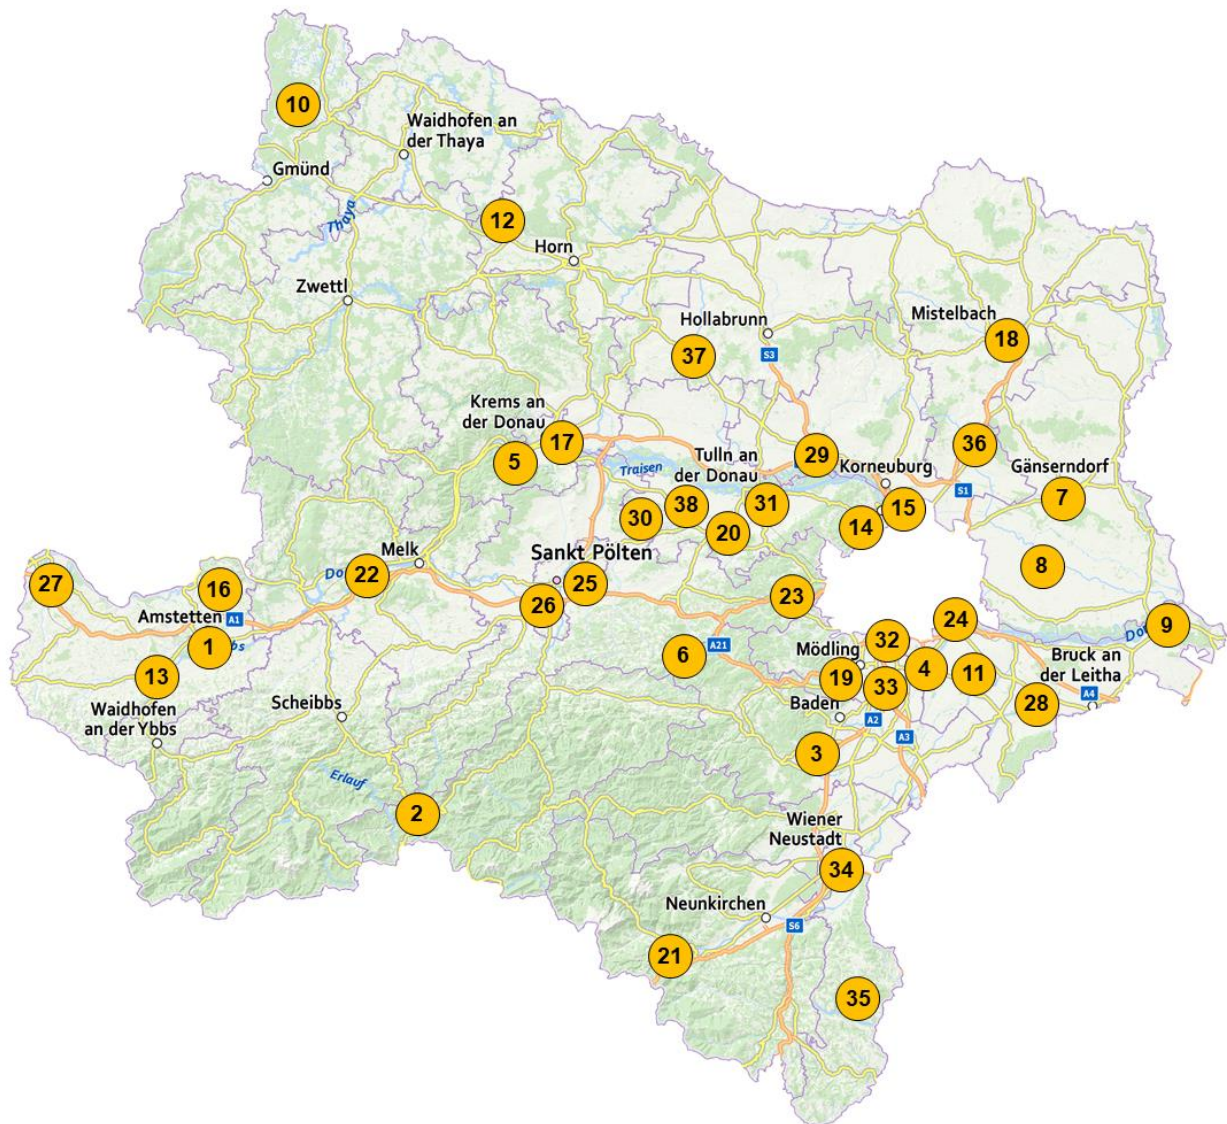 10
Waidhofen an
der Thaya
Gmünd
Thaya
12
Horn
Zwettl
Hollabrunn
Mistelbach
18
37
S3
Krems an
der Donau
17
5
Traisen
Tulln an
der Donau
29
Korneuburg
36
Gänserndorf
S1
7
30
38
31
20
14
15
Sankt Pölten
Melk
Do
22
25
26
27
16
Amstetten
A1
bs
1
13
Waidhofen
an der Ybbs
Scheibbs
Erlauf
2
23
8
24
9
Do
6
A21
32
Mödling
19
33
4
11
Bruck an
der Leitha
A4
28
Baden
A2
A3
3
Wiener
Neustadt
34
Neunkirchen
S6
21
35